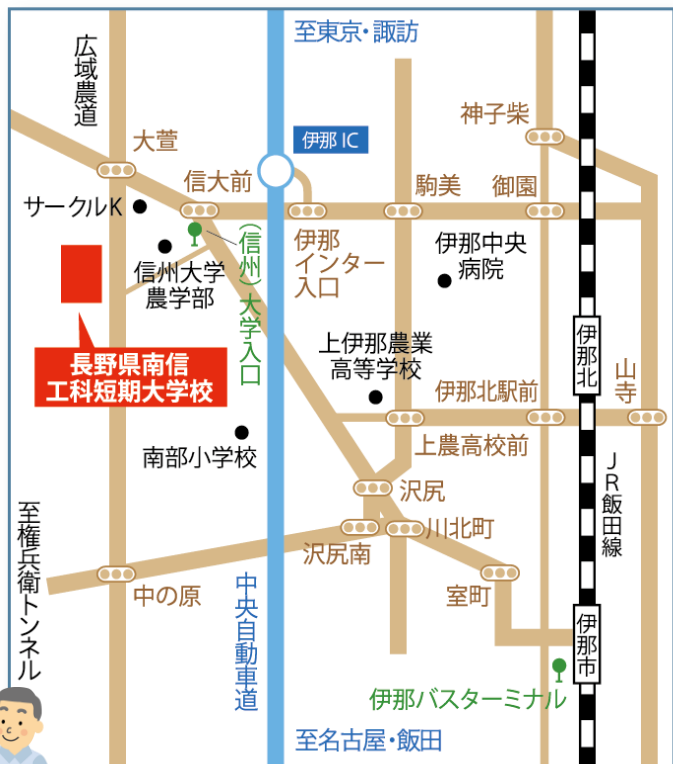 至東京・諏訪
広域農道
神子柴
大萱
伊那IC
信大前
駒美
御園
サークルK
(信州)大学入口
伊那
インター
入口
伊那中央
病院
信州大学
農学部
長野県南信
工科短期大学校
上伊那農業
高等学校
伊那北
山寺
伊那北駅前
上農高校前
南部小学校
JR飯田線
沢尻
至権兵衛トンネル
沢尻南
川北町
中の原
中央自動車道
室町
伊那市
伊那バスターミナル
至名古屋・飯田